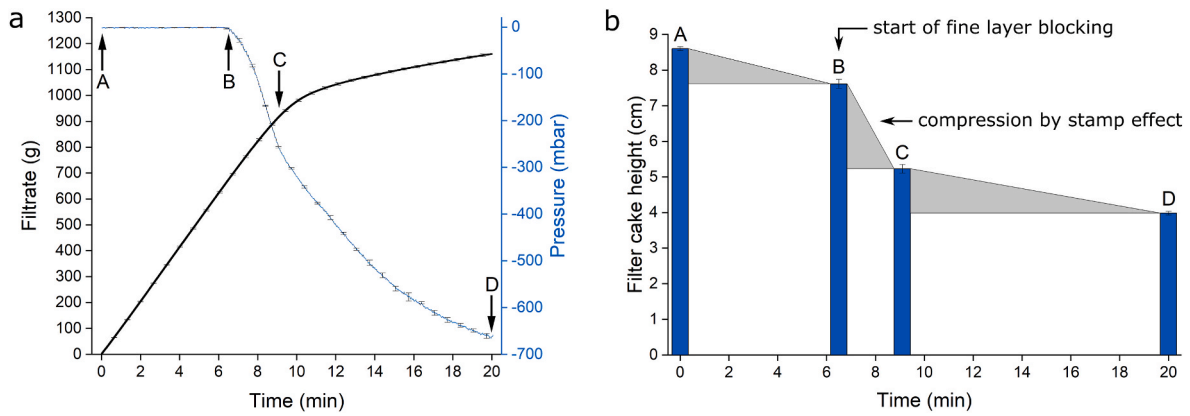 a
1300
1200
1100
1000
900
800
700
600
500
400
300
200
100
0
Filtrate (g)
A
B
C
D
0
-100
-200
-300
-400
-500
-600
-700
Pressure (mbar)
0 2 4 6 8 10 12 14 16 18 20
Time (min)
b
start of fine layer blocking
compression by stamp effect
9
8
7
6
5
4
3
2
1
0
Filter cake height (cm)
A
B
C
D
0 2 4 6 8 10 12 14 16 18 20
Time (min)